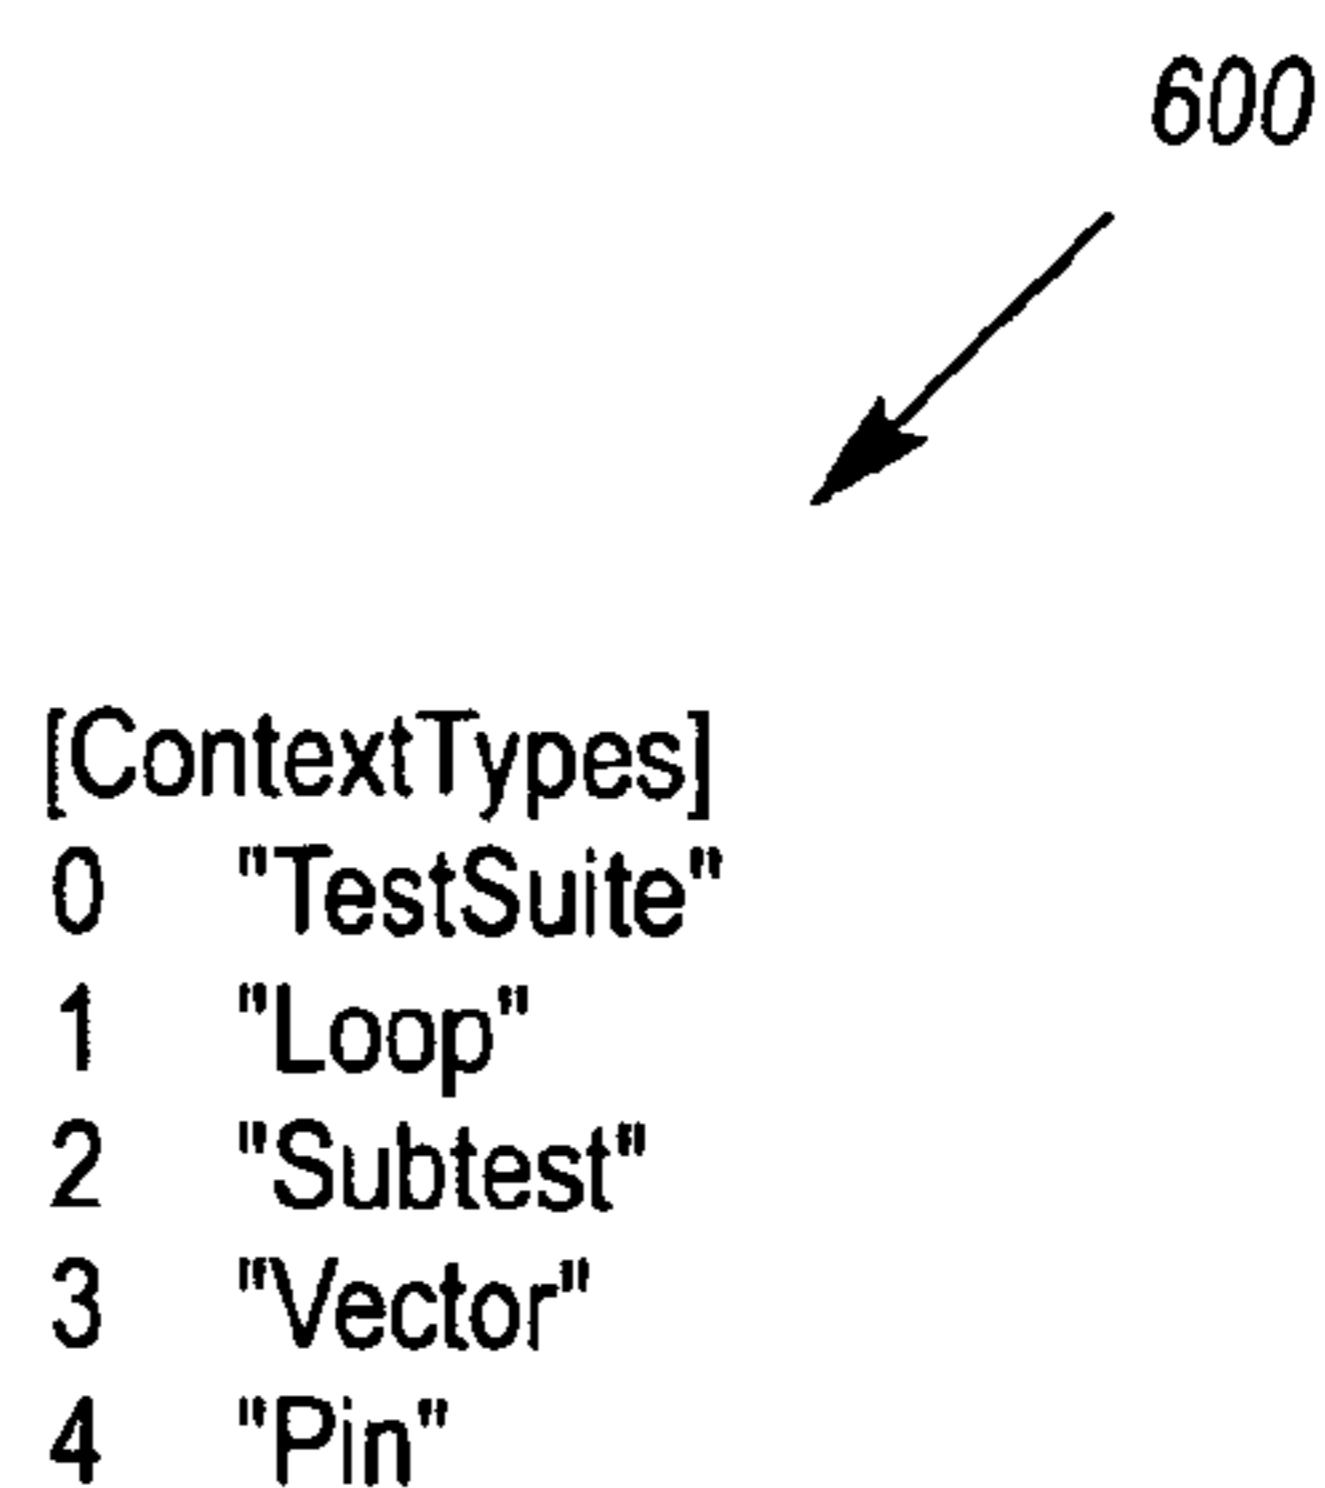 600
[ContextTypes]
0 "TestSuite"
1 "Loop"
2 "Subtest"
3 "Vector"
4 "Pin"